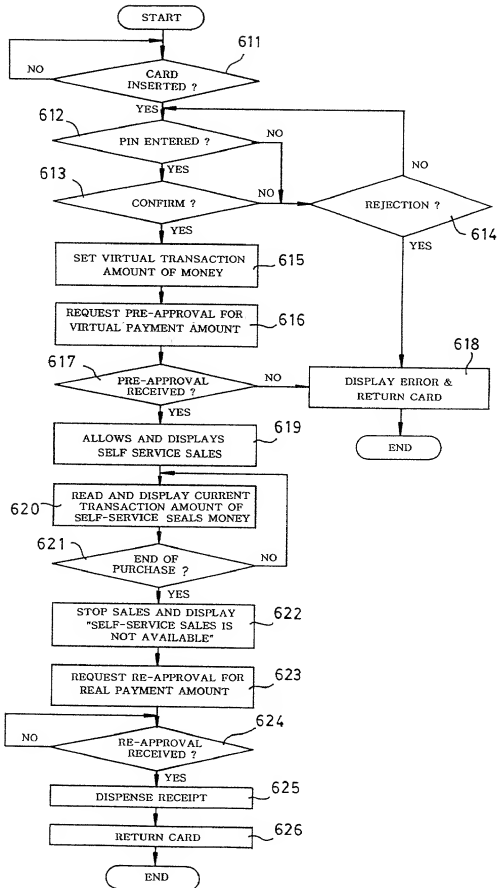 START
611
CARD
INSERTED ?
NO
YES
612
PIN ENTERED ?
NO
NO
YES
613
CONFIRM ?
NO
REJECTION ?
614
YES
YES
SET VIRTUAL TRANSACTION
AMOUNT OF MONEY
615
REQUEST PRE-APPROVAL FOR
VIRTUAL PAYMENT AMOUNT
616
617
PRE-APPROVAL
RECEIVED ?
NO
618
DISPLAY ERROR &
RETURN CARD
YES
END
ALLOWS AND DISPLAYS
SELF SERVICE SALES
619
READ AND DISPLAY CURRENT
TRANSACTION AMOUNT OF
SELF-SERVICE SEALS MONEY
620
621
END OF
PURCHASE ?
NO
YES
STOP SALES AND DISPLAY
"SELF-SERVICE SALES IS
NOT AVAILABLE"
622
REQUEST RE-APPROVAL FOR
REAL PAYMENT AMOUNT
623
624
RE-APPROVAL
RECEIVED ?
NO
YES
DISPENSE RECEIPT
625
RETURN CARD
626
END